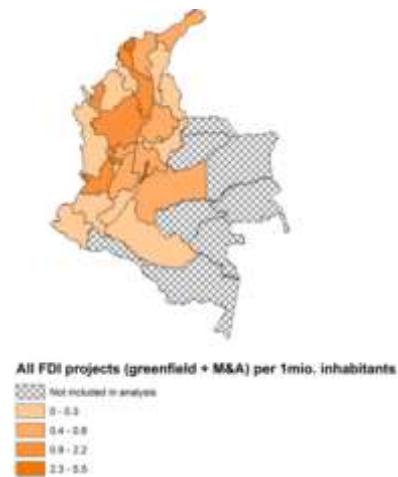 All FDI projects (greenfield + M&A) per 1mio. inhabitants
Not included in analysis
0 - 0.3
0.4 - 0.8
0.9 - 2.2
2.3 - 5.5